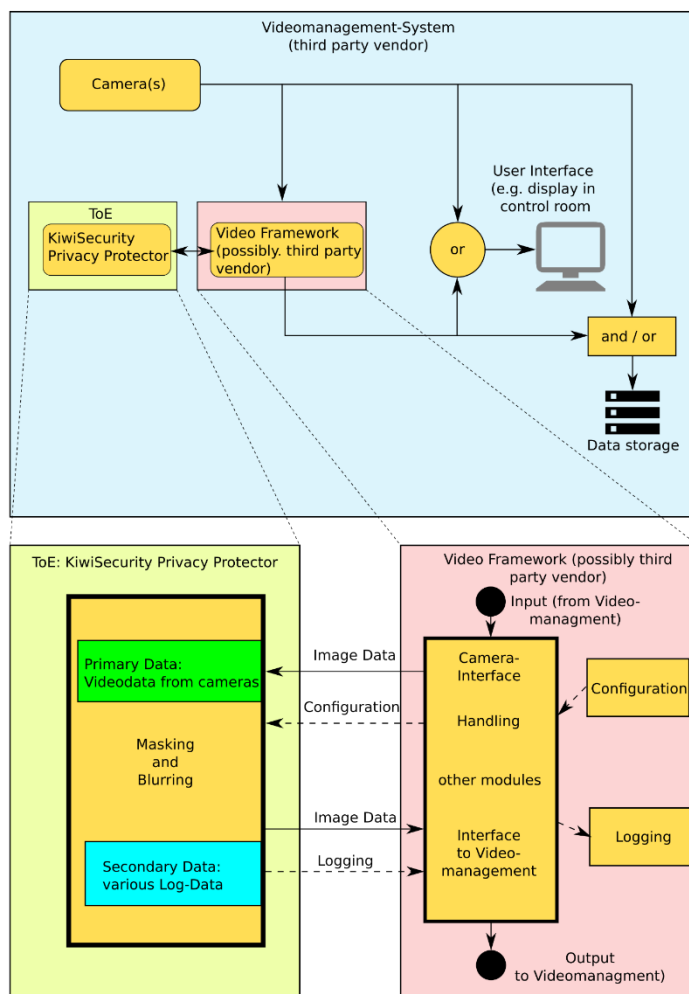 Videomanagement-System
(third party vendor)
Camera(s)
User Interface
(e.g. display in
control room
ToE
KiwiSecurity
Privacy Protector
Video Framework
(possibly. third party
vendor)
or
and / or
Data storage
ToE: KiwiSecurity Privacy Protector
Video Framework (possibly third
party vendor)
Input (from Video-
managment)
Primary Data:
Videodata from cameras
Image Data
Camera-
Interface
Configuration
Configuration
Handling
Masking
and
Blurring
other modules
Image Data
Logging
Interface
to Video-
management
Logging
Secondary Data:
various Log-Data
Output
to Videomanagment)